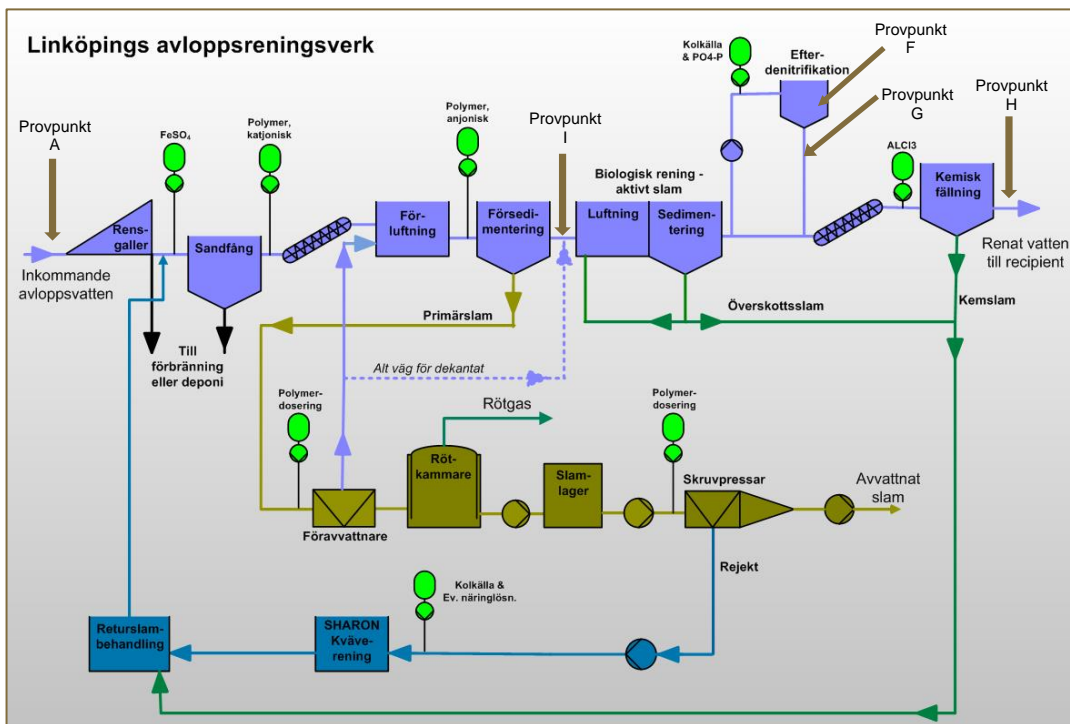 Linköpings avloppsreningsverk
Provpunkt
A
FeSO₄
Polymer,
katjonisk
Polymer,
anjonisk
Provpunkt
I
Kolkälla
& PO4-P
Efter-
denitrifikation
Provpunkt
F
Provpunkt
G
Provpunkt
H
ALCl3
Rens-
galler
Sandfång
För-
luftning
Försedi-
mentering
Biologisk rening -
aktivt slam
Luftning
Sedimen-
tering
Kemisk
fällning
Inkommande
avloppsvatten
Renat vatten
till recipient
Primärslam
Överskottsslam
Kemslam
Till
förbränning
eller deponi
Alt väg för dekantat
Polymer-
dosering
Rötgas
Polymer-
dosering
Röt-
kammare
Slam-
lager
Skruvpressar
Avvattnat
slam
Föravvattnare
Rejekt
Kolkälla &
Ev. näringlösn.
Returslam-
behandling
SHARON
Kväve-
rening